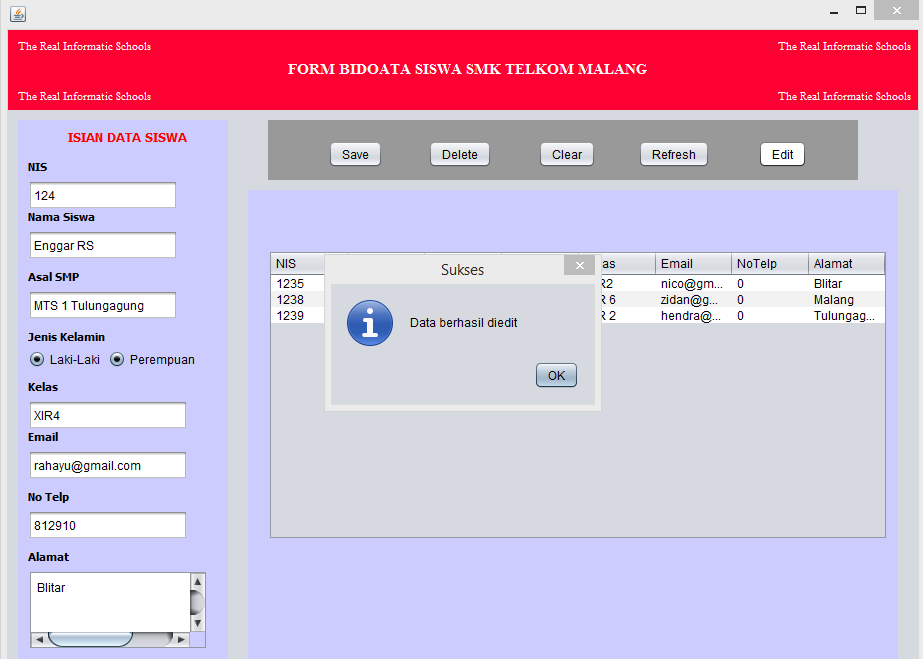 The Real Informatic Schools
The Real Informatic Schools
FORM BIDOATA SISWA SMK TELKOM MALANG
The Real Informatic Schools
The Real Informatic Schools
ISIAN DATA SISWA
NIS
124
Nama Siswa
Enggar RS
Asal SMP
MTS 1 Tulungagung
Jenis Kelamin
Laki-Laki Perempuan
Kelas
XIR4
Email
rahayu@gmail.com
No Telp
812910
Alamat
Blitar
Save Delete Clear Refresh Edit
NIS as Email NoTelp Alamat
1235 R2 nico@gm... 0 Blitar
1238 R 6 zidan@g... 0 Malang
1239 R 2 hendra@... 0 Tulungag...
Sukses
Data berhasil diedit
OK